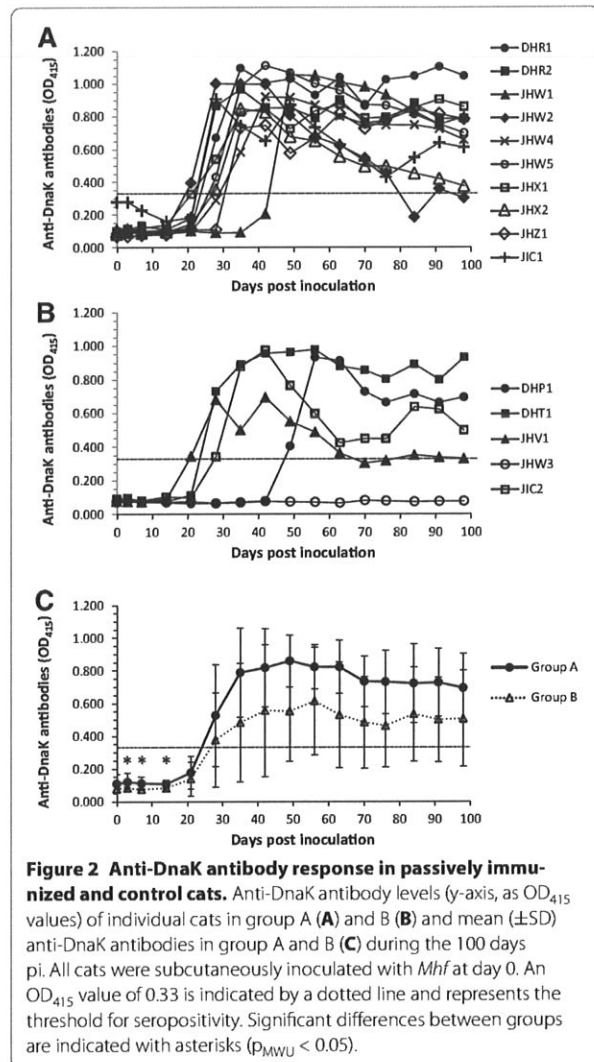 A
Anti-DnaK antibodies (OD415)
1.200
1.000
0.800
0.600
0.400
0.200
0.000
0 10 20 30 40 50 60 70 80 90 100
Days post inoculation
DHR1
DHR2
JHW1
JHW2
JHW4
JHW5
JHX1
JHX2
JHZ1
JIC1
B
Anti-DnaK antibodies (OD415)
1.200
1.000
0.800
0.600
0.400
0.200
0.000
0 10 20 30 40 50 60 70 80 90 100
Days post inoculation
DHP1
DHT1
JHV1
JHW3
JIC2
C
Anti-DnaK antibodies (OD415)
1.200
1.000
0.800
0.600
0.400
0.200
0.000
* * *
0 10 20 30 40 50 60 70 80 90 100
Days post inoculation
Group A
Group B
Figure 2 Anti-DnaK antibody response in passively immu-
nized and control cats. Anti-DnaK antibody levels (y-axis, as OD415
values) of individual cats in group A (A) and B (B) and mean (±SD)
anti-DnaK antibodies in group A and B (C) during the 100 days
pi. All cats were subcutaneously inoculated with Mhf at day 0. An
OD415 value of 0.33 is indicated by a dotted line and represents the
threshold for seropositivity. Significant differences between groups
are indicated with asterisks (pMWU < 0.05).